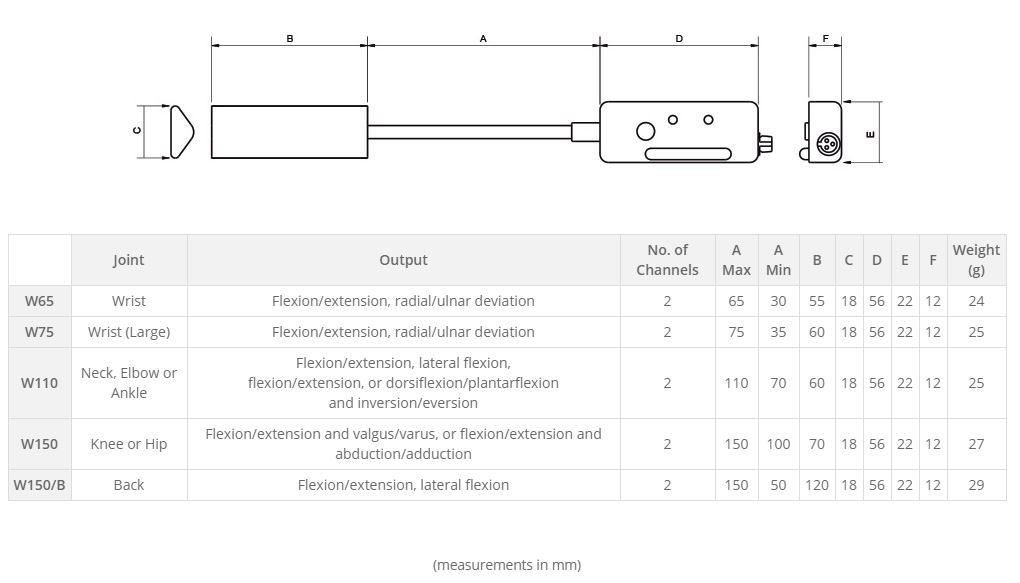 B A D F
C E
Joint Output No. of Channels A Max A Min B C D E F Weight (g)
W65 Wrist Flexion/extension, radial/ulnar deviation 2 65 30 55 18 56 22 12 24
W75 Wrist (Large) Flexion/extension, radial/ulnar deviation 2 75 35 60 18 56 22 12 25
W110 Neck, Elbow or Ankle Flexion/extension, lateral flexion, flexion/extension, or dorsiflexion/plantarflexion and inversion/eversion 2 110 70 60 18 56 22 12 25
W150 Knee or Hip Flexion/extension and valgus/varus, or flexion/extension and abduction/adduction 2 150 100 70 18 56 22 12 27
W150/B Back Flexion/extension, lateral flexion 2 150 50 120 18 56 22 12 29
(measurements in mm)